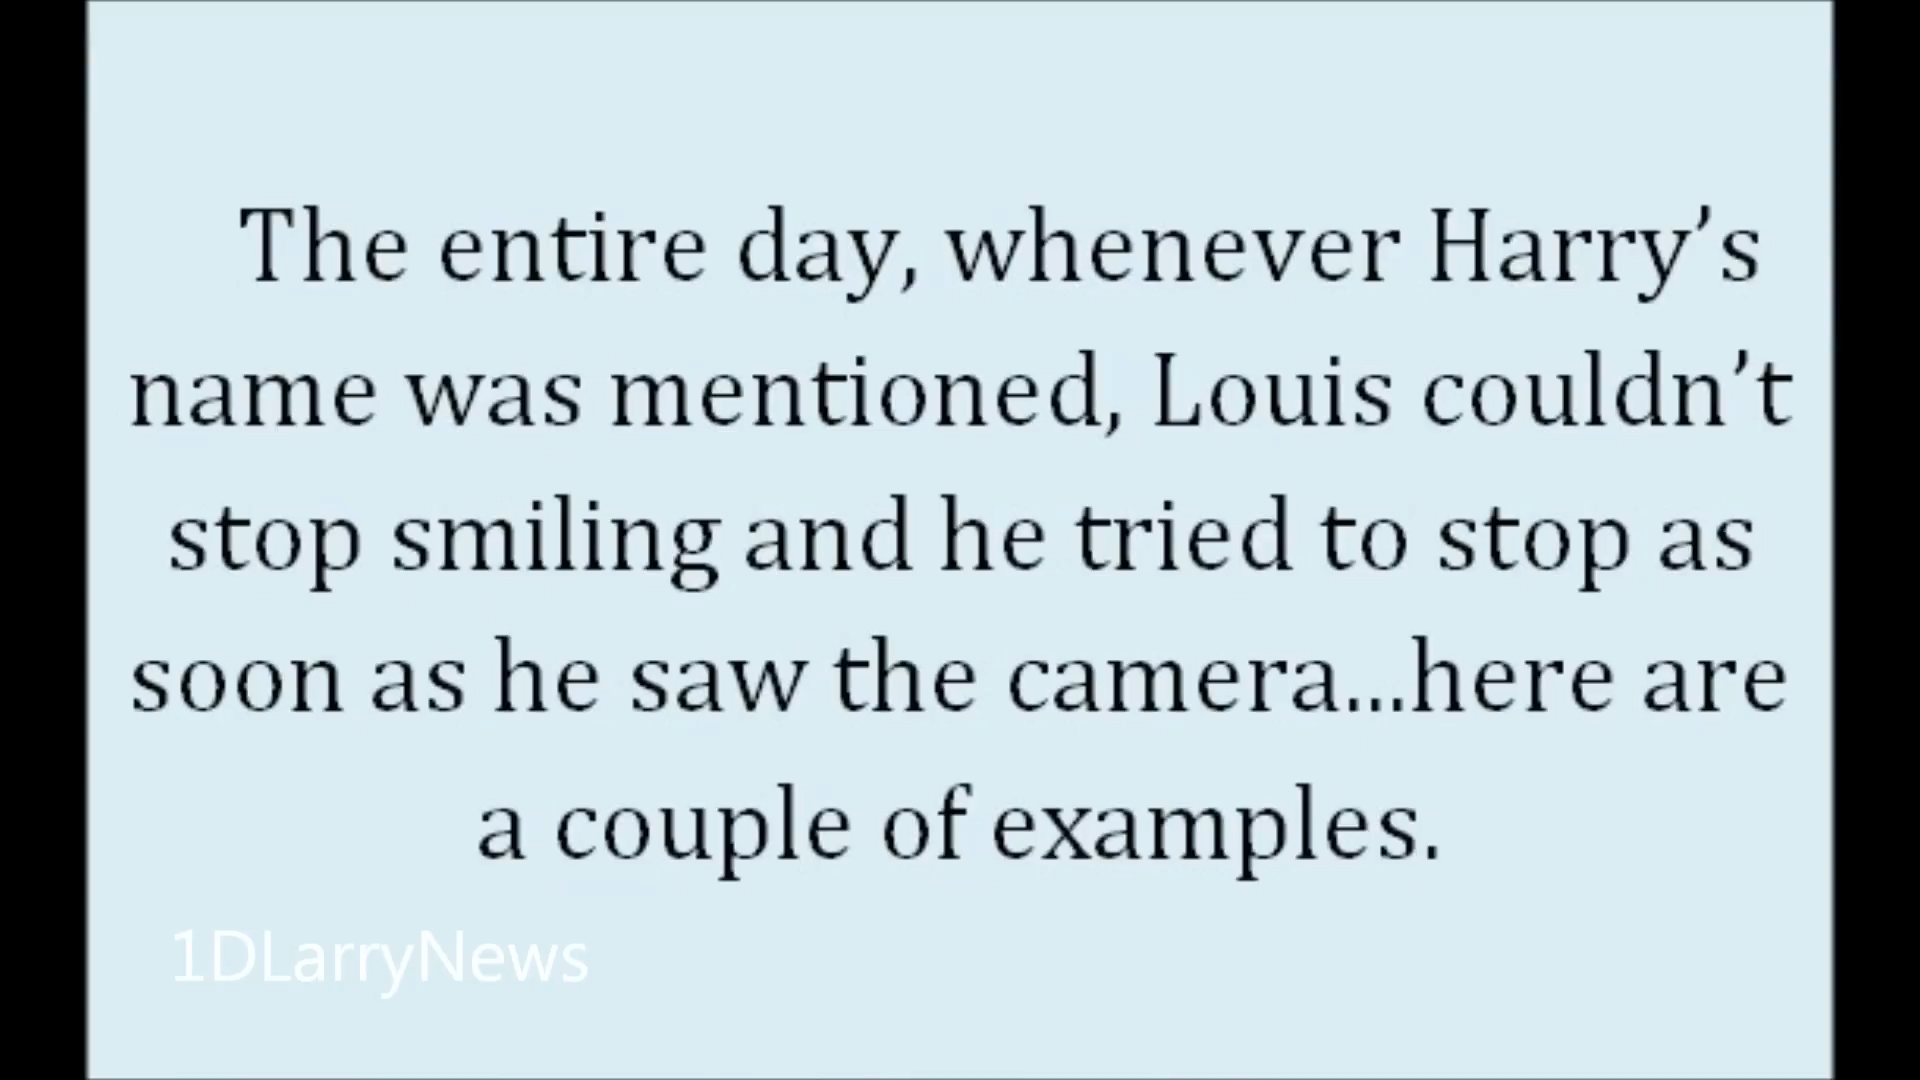 The entire day, whenever Harry’s
name was mentioned, Louis couldn’t
stop smiling and he tried to stop as
soon as he saw the camera...here are
a couple of examples.
1DLarryNews